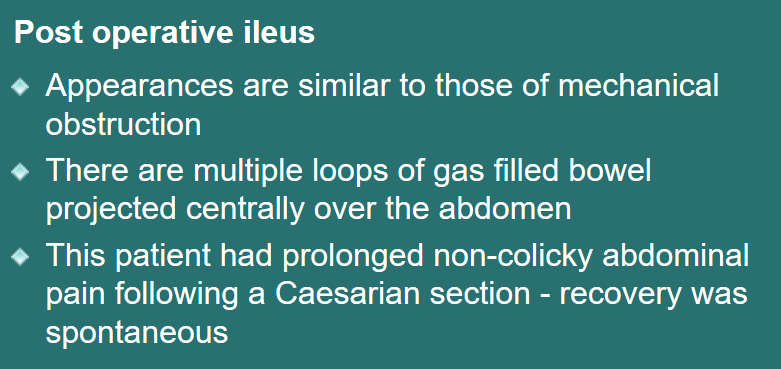 Post operative ileus
Appearances are similar to those of mechanical
obstruction
There are multiple loops of gas filled bowel
projected centrally over the abdomen
This patient had prolonged non-colicky abdominal
pain following a Caesarian section - recovery was
spontaneous